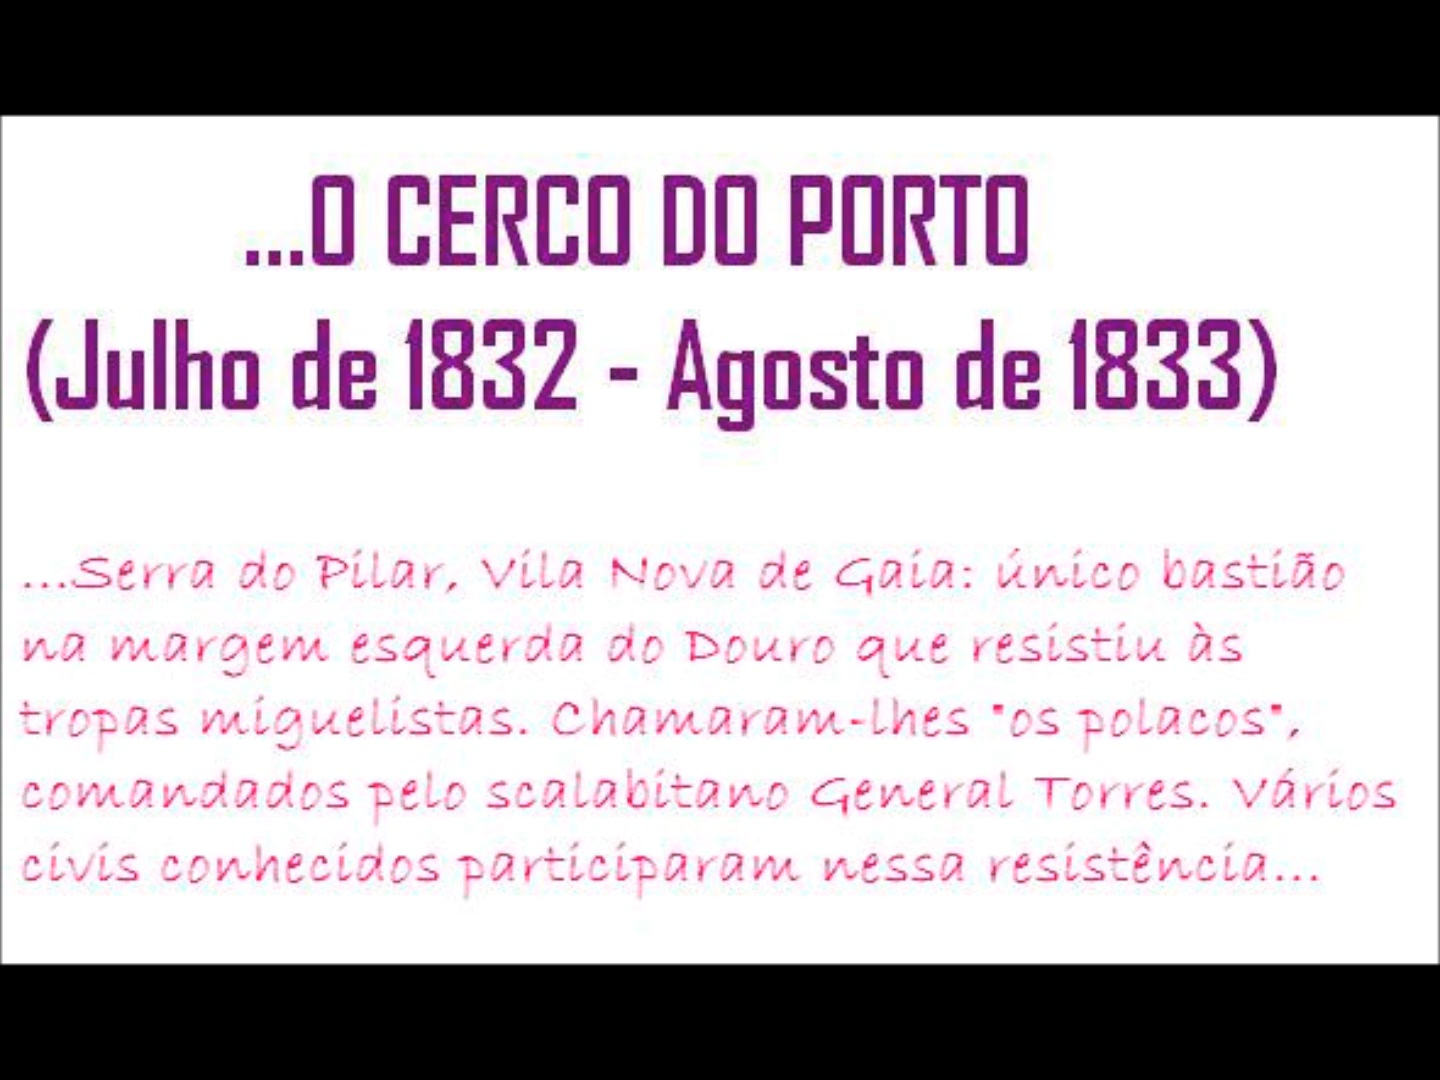 ...O CERCO DO PORTO
(Julho de 1832 - Agosto de 1833)
...Serra do Pilar, Vila Nova de Gaia: único bastião
na margem esquerda do Douro que resistiu às
tropas miguelistas. Chamaram-lhes "os polacos",
comandados pelo scalabitano General Torres. Vários
civis conhecidos participaram nessa resistência...